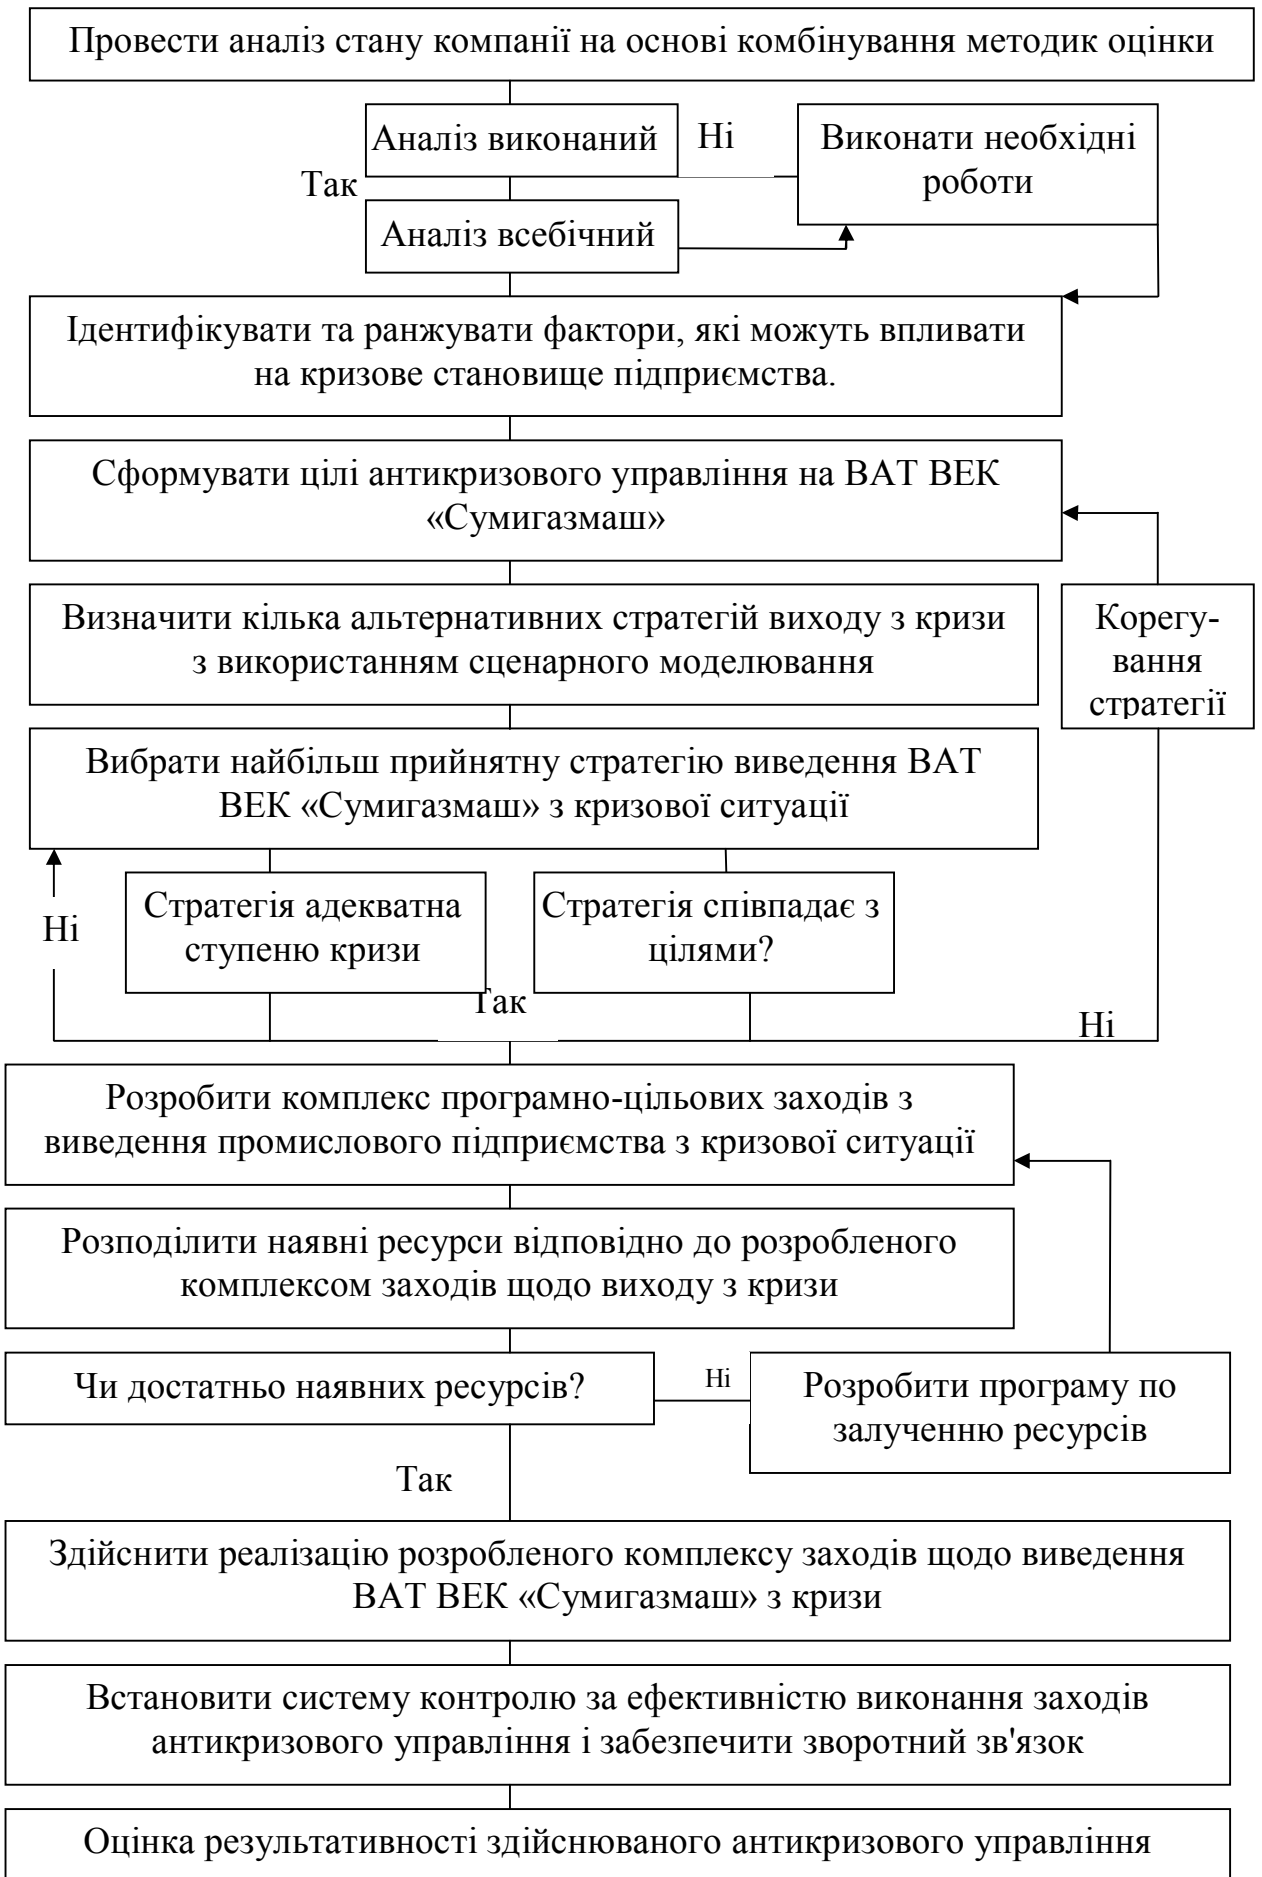 Провести аналіз стану компанії на основі комбінування методик оцінки
Аналіз виконаний
Ні
Виконати необхідні
роботи
Так
Аналіз всебічний
Ідентифікувати та ранжувати фактори, які можуть впливати
на кризове становище підприємства.
Сформувати цілі антикризового управління на ВАТ ВЕК
«Сумигазмаш»
Визначити кілька альтернативних стратегій виходу з кризи
з використанням сценарного моделювання
Корегу-
вання
стратегії
Вибрати найбільш прийнятну стратегію виведення ВАТ
ВЕК «Сумигазмаш» з кризової ситуації
Ні
Стратегія адекватна
ступеню кризи
Стратегія співпадає з
цілями?
Так
Ні
Розробити комплекс програмно-цільових заходів з
виведення промислового підприємства з кризової ситуації
Розподілити наявні ресурси відповідно до розробленого
комплексом заходів щодо виходу з кризи
Чи достатньо наявних ресурсів?
Ні
Розробити програму по
залученню ресурсів
Так
Здійснити реалізацію розробленого комплексу заходів щодо виведення
ВАТ ВЕК «Сумигазмаш» з кризи
Встановити систему контролю за ефективністю виконання заходів
антикризового управління і забезпечити зворотний зв'язок
Оцінка результативності здійснюваного антикризового управління